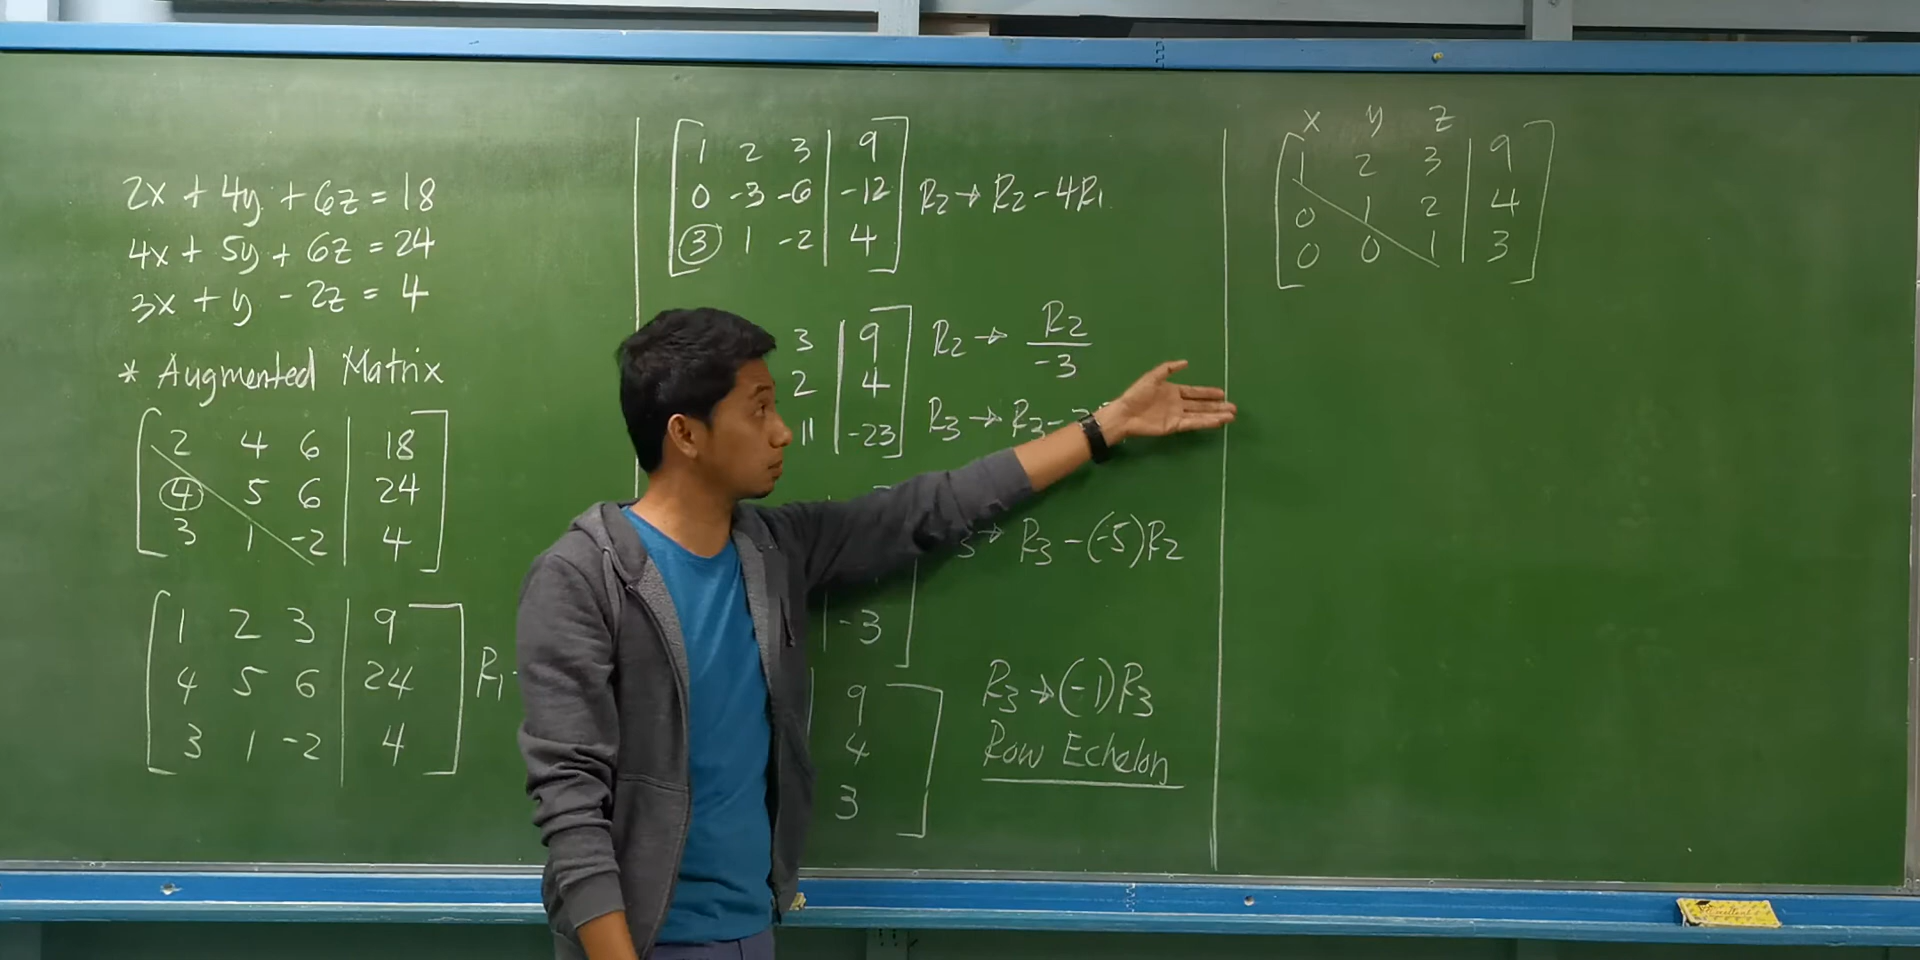 2x + 4y + 6z = 18
4x + 5y + 6z = 24
3x + y - 2z = 4
* Augmented Matrix
2 4 6 | 18
4 5 6 | 24
3 1 -2 | 4
1 2 3 | 9
4 5 6 | 24 R₁
3 1 -2 | 4
1 2 3 | 9
0 -3 -6 | -12 R₂ → R₂ - 4R₁
3 1 -2 | 4
3 | 9 R₂ → R₂/-3
2 | 4
11 | -23 R₃ → R₃ -
→ R₃ - (-5)R₂
| -3
9
4
3
R₃ → (-1)R₃
Row Echelon
x y z
1 2 3 | 9
0 1 2 | 4
0 0 1 | 3